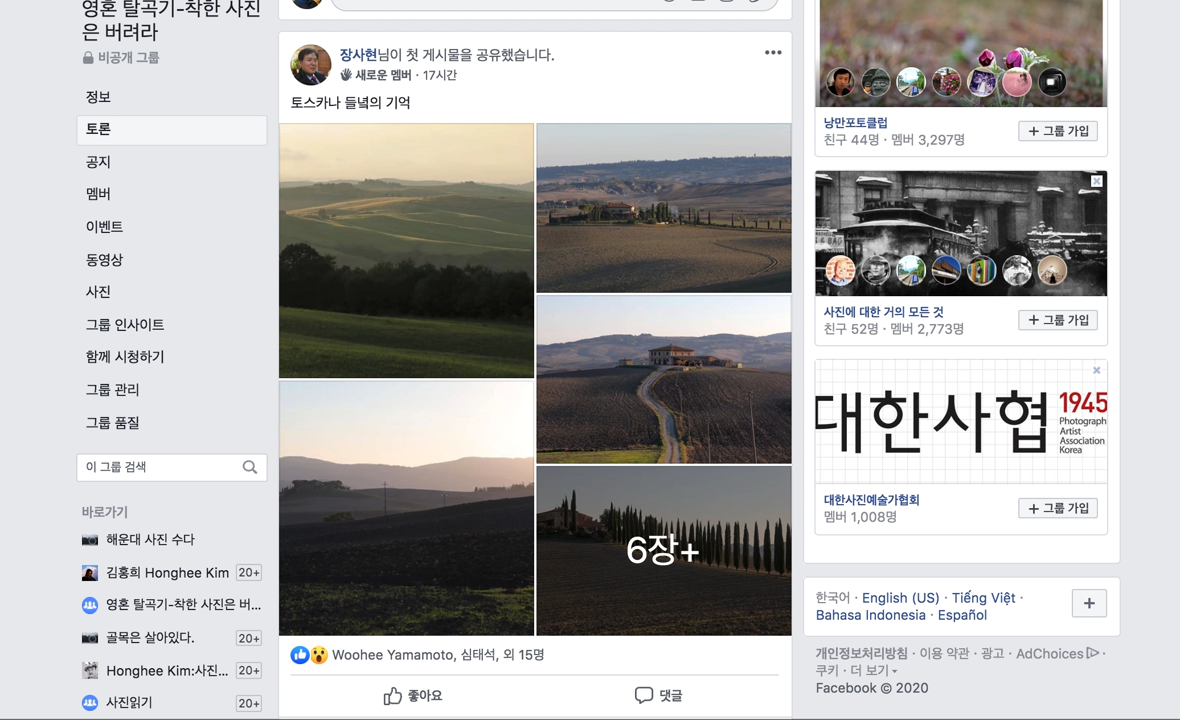 영혼 탈곡기-착한 사진
은 버려라
비공개 그룹
정보
토론
공지
멤버
이벤트
동영상
사진
그룹 인사이트
함께 시청하기
그룹 관리
그룹 품질
이 그룹 검색
바로가기
해운대 사진 수다
김홍희 Honghee Kim 20+
영혼 탈곡기-착한 사진은 버...
골목은 살아있다. 20+
Honghee Kim:사진... 20+
사진읽기 20+
장사현님이 첫 게시물을 공유했습니다.
새로운 멤버 · 17시간
토스카나 들녘의 기억
6장+
Woohee Yamamoto, 심태석, 외 15명
좋아요 댓글
낭만포토클럽
친구 44명 · 멤버 3,297명
+ 그룹 가입
사진에 대한 거의 모든 것
친구 52명 · 멤버 2,773명
+ 그룹 가입
대한사협
1945
Photograph
Artist
Association
Korea
대한사진예술가협회
멤버 1,008명
+ 그룹 가입
한국어 · English (US) · Tiếng Việt ·
Bahasa Indonesia · Español
개인정보처리방침 · 이용 약관 · 광고 · AdChoices ·
쿠키 · 더 보기
Facebook © 2020